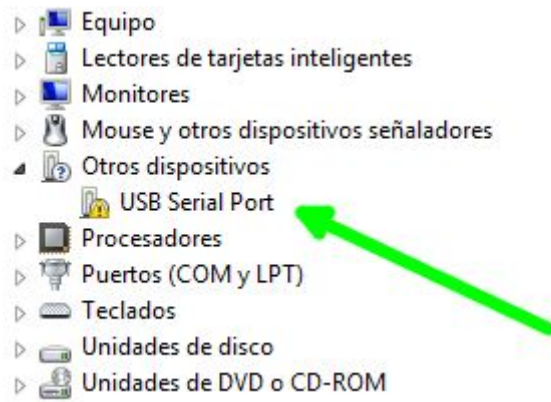 Equipo
Lectores de tarjetas inteligentes
Monitores
Mouse y otros dispositivos señaladores
Otros dispositivos
USB Serial Port
Procesadores
Puertos (COM y LPT)
Teclados
Unidades de disco
Unidades de DVD o CD-ROM